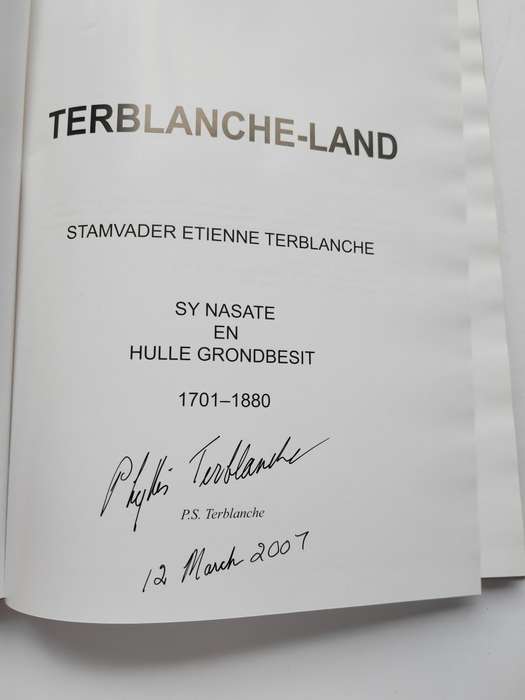 TERBLANCHE-LAND
STAMVADER ETIENNE TERBLANCHE
SY NASATE
EN
HULLE GRONDBESIT
1701–1880
Phyllis Terblanche
P.S. Terblanche
12 March 2007